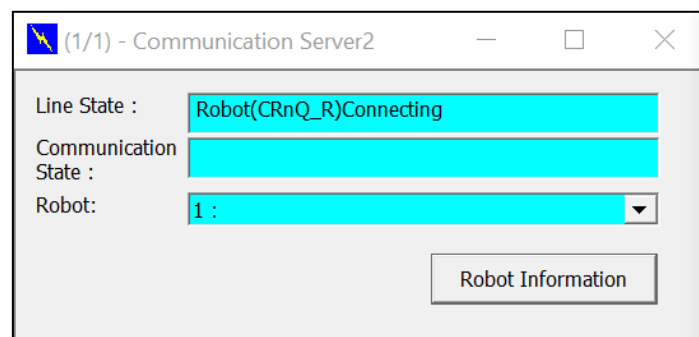 (1/1) - Communication Server2
Line State :
Robot(CRnQ_R)Connecting
Communication
State :
Robot:
1 :
Robot Information